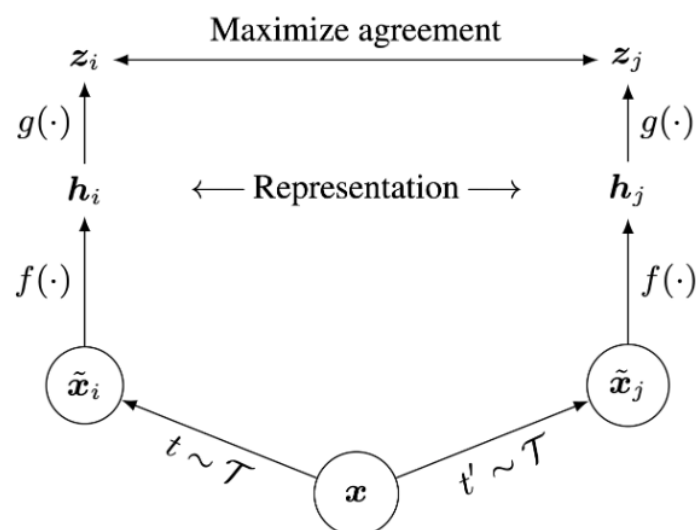 Maximize agreement
z_i z_j
g(·) g(·)
h_i ← Representation → h_j
f(·) f(·)
x̃_i x̃_j
t ∼ 𝒯 t′ ∼ 𝒯
x